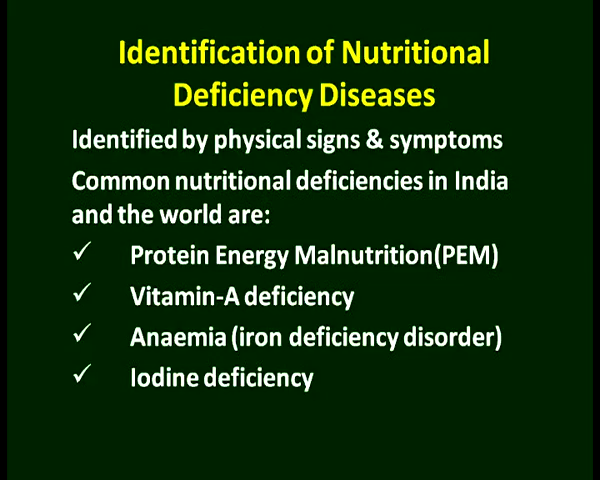 Identification of Nutritional
Deficiency Diseases
Identified by physical signs & symptoms
Common nutritional deficiencies in India
and the world are:
✓ Protein Energy Malnutrition(PEM)
✓ Vitamin-A deficiency
✓ Anaemia (iron deficiency disorder)
✓ Iodine deficiency